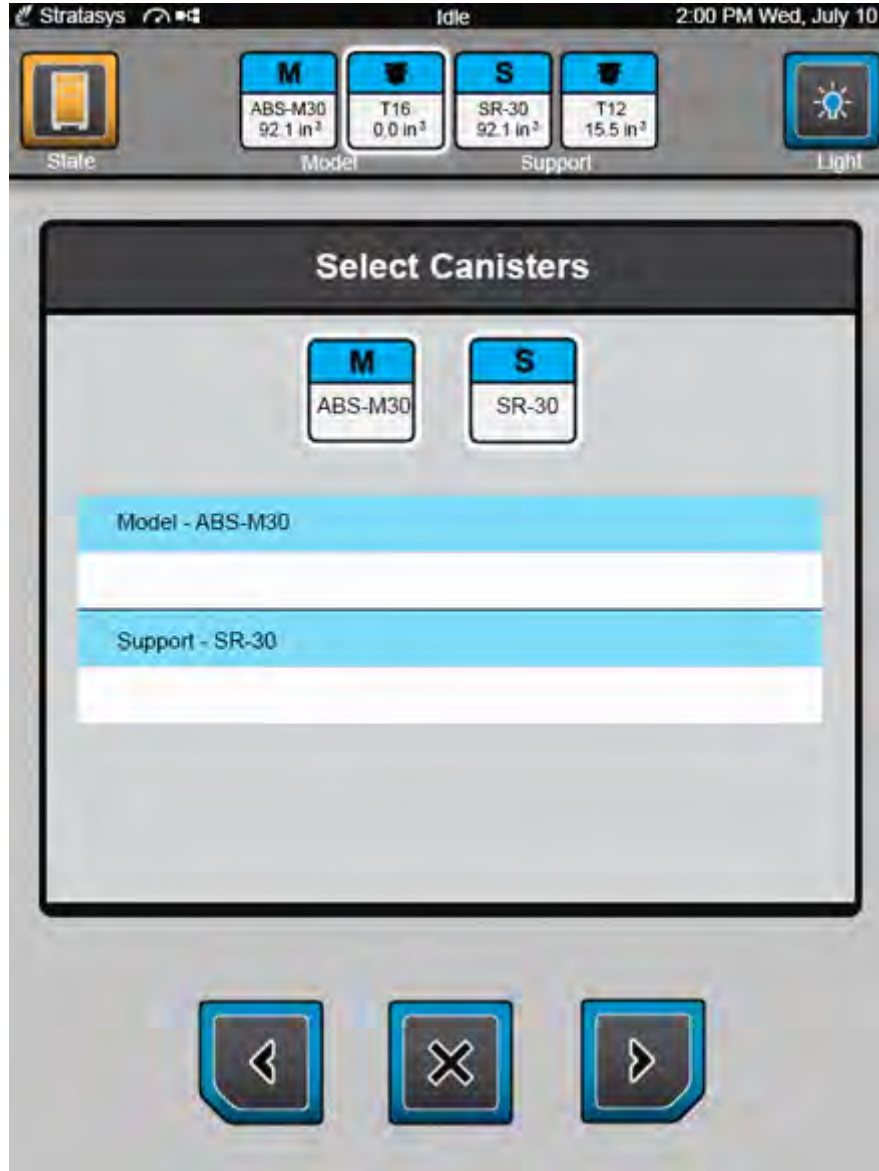 Stratasys Idle 2:00 PM Wed, July 10
M S
ABS-M30 T16 SR-30 T12
92.1 in³ 0.0 in³ 92.1 in³ 15.5 in³
State Model Support Light
Select Canisters
M S
ABS-M30 SR-30
Model - ABS-M30
Support - SR-30